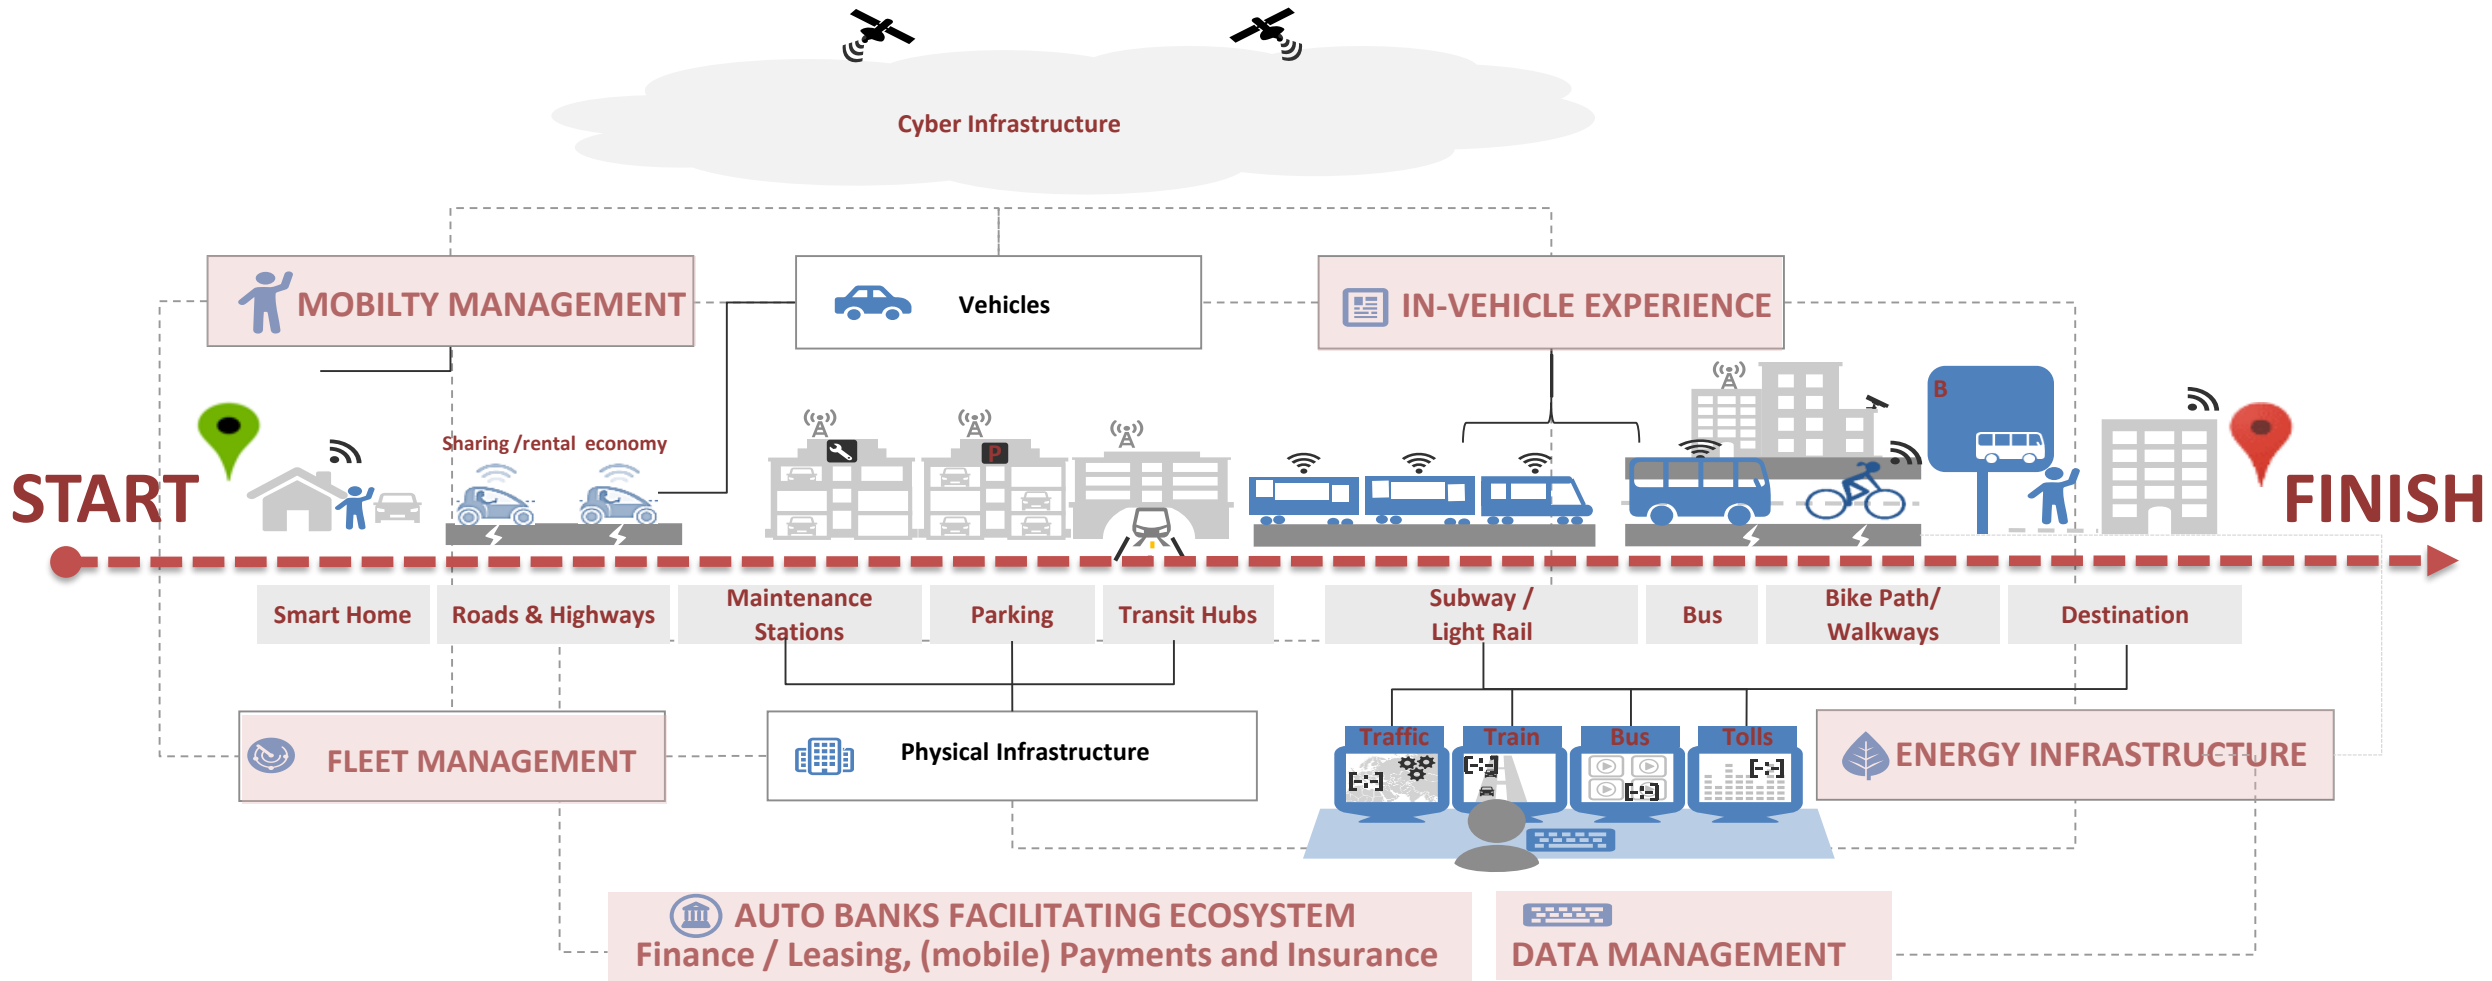 Cyber Infrastructure
MOBILTY MANAGEMENT
Vehicles
IN-VEHICLE EXPERIENCE
B
Sharing /rental economy
P
START
FINISH
Smart Home
Roads & Highways
Maintenance
Stations
Parking
Transit Hubs
Subway /
Light Rail
Bus
Bike Path/
Walkways
Destination
FLEET MANAGEMENT
Physical Infrastructure
Traffic
Train
Bus
Tolls
ENERGY INFRASTRUCTURE
AUTO BANKS FACILITATING ECOSYSTEM
Finance / Leasing, (mobile) Payments and Insurance
DATA MANAGEMENT